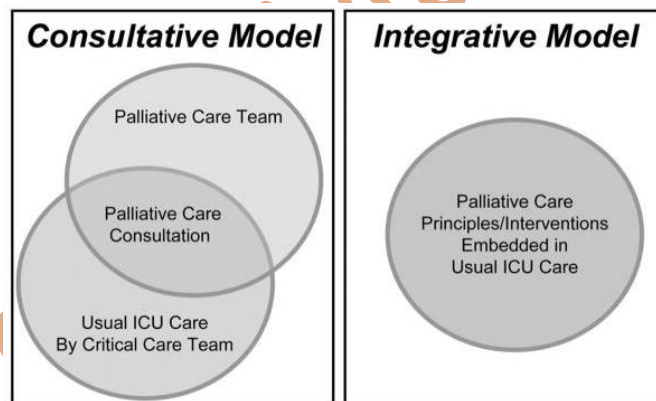 Consultative Model
Palliative Care Team
Palliative Care
Consultation
Usual ICU Care
By Critical Care Team
Integrative Model
Palliative Care
Principles/Interventions
Embedded in
Usual ICU Care